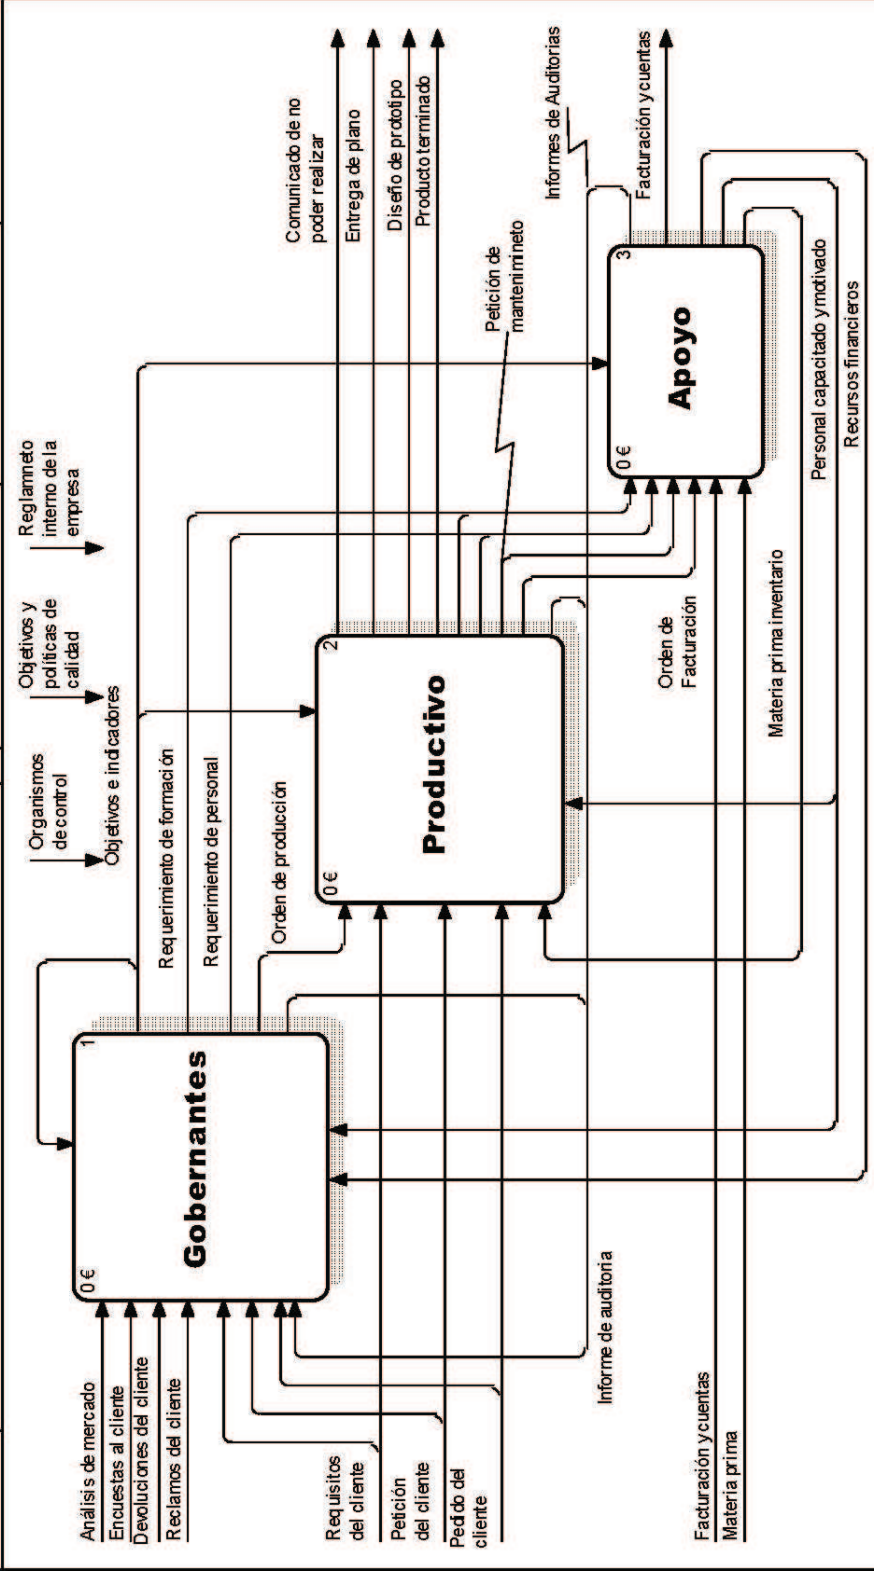 Organismos
de control
Objetivos y
políticas de
calidad
Reglamneto
interno de la
empresa
Objetivos e indicadores
0 €
1
Gobernantes
Análisis de mercado
Encuestas al cliente
Devoluciones del cliente
Reclamos del cliente
Requerimiento de formación
Requerimiento de personal
Orden de producción
Comunicado de no
poder realizar
Entrega de plano
Diseño de prototipo
Producto terminado
0 €
2
Productivo
Requisitos
del cliente
Petición
del cliente
Pedido del
cliente
Petición de
mantenimineto
Informes de Auditorias
Facturación y cuentas
0 €
3
Apoyo
Orden de
Facturación
Informe de auditoria
Facturación y cuentas
Materia prima
Materia prima inventario
Personal capacitado y motivado
Recursos financieros